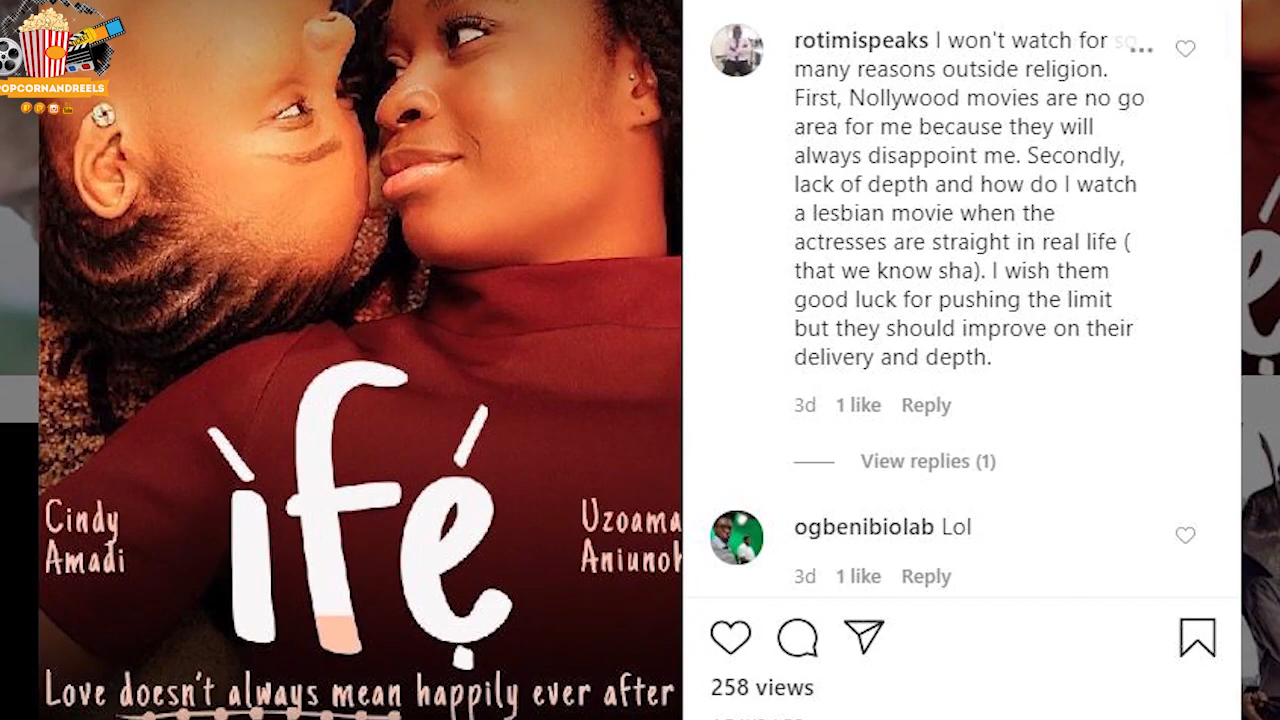 POPCORNANDREELS
rotimispeaks I won't watch for so
many reasons outside religion.
First, Nollywood movies are no go
area for me because they will
always disappoint me. Secondly,
lack of depth and how do I watch
a lesbian movie when the
actresses are straight in real life (
that we know sha). I wish them
good luck for pushing the limit
but they should improve on their
delivery and depth.
3d 1 like Reply
View replies (1)
ogbenibiolab Lol
3d 1 like Reply
258 views
ìfẹ́
Cindy
Amadi
Uzoama
Aniunoh
Love doesn't always mean happily ever after